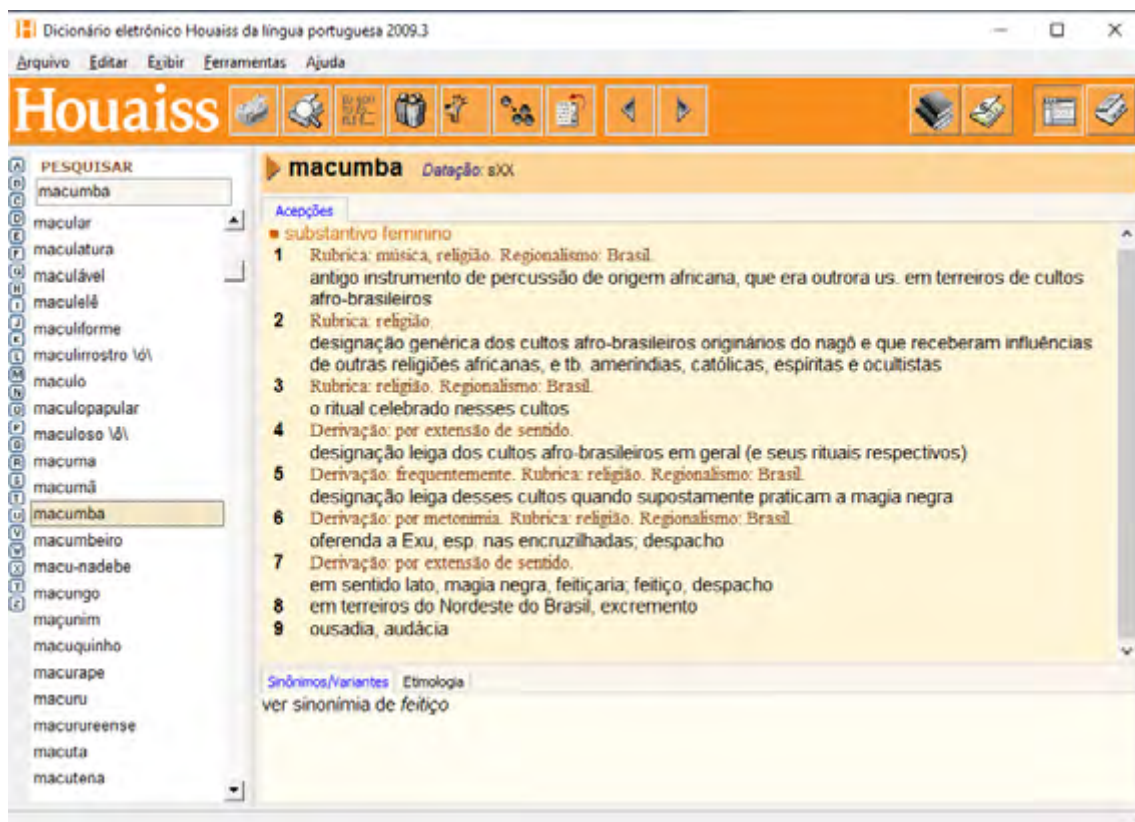 Dicionário eletrônico Houaiss da língua portuguesa 2009.3
Arquivo Editar Exibir Ferramentas Ajuda
Houaiss
PESQUISAR
macumba
macular
maculatura
maculável
maculelê
maculiforme
maculirrostro \ó\
maculo
maculopapular
maculoso \ô\
macuma
macumã
macumba
macumbeiro
macu-nadebe
macungo
maçunim
macuquinho
macurape
macuru
macurureense
macuta
macutena
macumba Datação: sXX
Acepções
substantivo feminino
1 Rubrica: música, religião. Regionalismo: Brasil.
antigo instrumento de percussão de origem africana, que era outrora us. em terreiros de cultos
afro-brasileiros
2 Rubrica: religião.
designação genérica dos cultos afro-brasileiros originários do nagô e que receberam influências
de outras religiões africanas, e tb. ameríndias, católicas, espíritas e ocultistas
3 Rubrica: religião. Regionalismo: Brasil.
o ritual celebrado nesses cultos
4 Derivação: por extensão de sentido.
designação leiga dos cultos afro-brasileiros em geral (e seus rituais respectivos)
5 Derivação: frequentemente. Rubrica: religião. Regionalismo: Brasil.
designação leiga desses cultos quando supostamente praticam a magia negra
6 Derivação: por metonímia. Rubrica: religião. Regionalismo: Brasil.
oferenda a Exu, esp. nas encruzilhadas; despacho
7 Derivação: por extensão de sentido.
em sentido lato, magia negra, feitiçaria; feitiço, despacho
8 em terreiros do Nordeste do Brasil, excremento
9 ousadia, audácia
Sinônimos/Variantes Etimologia
ver sinonímia de feitiço